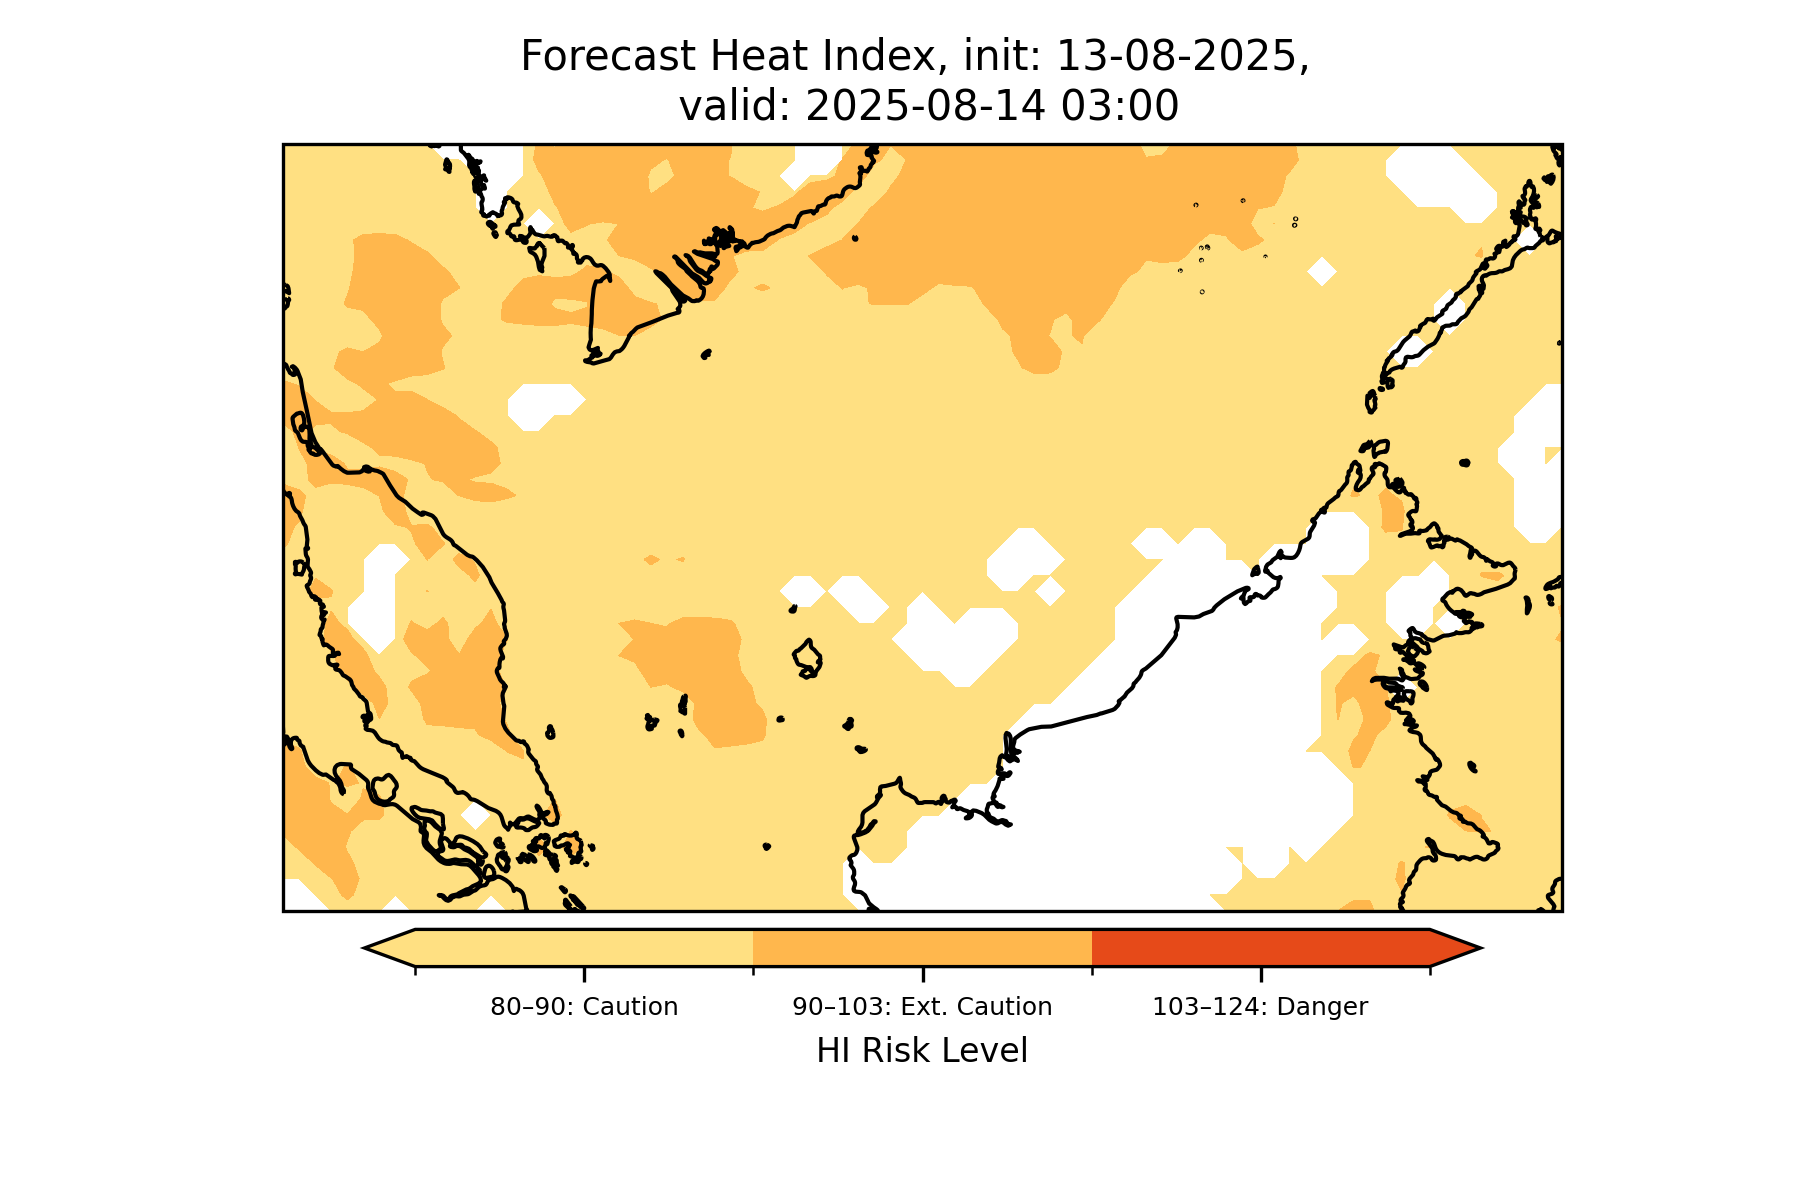 Forecast Heat Index, init: 13-08-2025,
valid: 2025-08-14 03:00
80–90: Caution
90–103: Ext. Caution
103–124: Danger
HI Risk Level